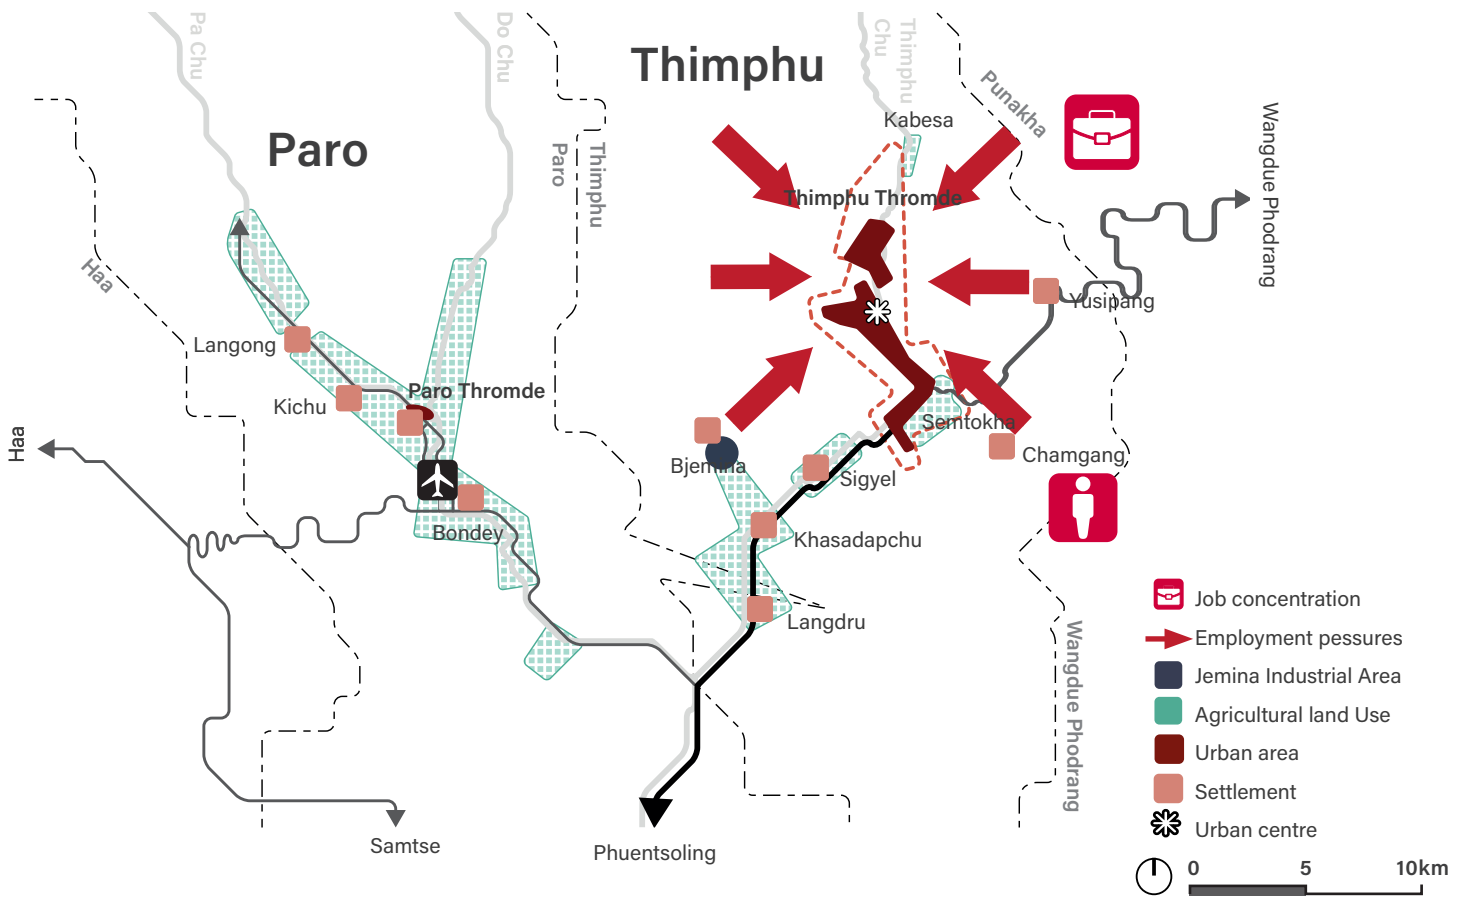 Pa Chu
Do Chu
Thimphu
Thimphu
Chu
Punakha
Kabesa
Paro
Paro
Thimphu
Wangdue Phodrang
Thimphu Thromde
Haa
Yusipang
Langong
Paro Thromde
Kichu
Semtokha
Haa
Chamgang
Bjemina
Sigyel
Bondey
Khasadapchu
Langdru
Wangdue Phodrang
Samtse
Phuentsoling
Job concentration
Employment pessures
Jemina Industrial Area
Agricultural land Use
Urban area
Settlement
Urban centre
0 5 10km